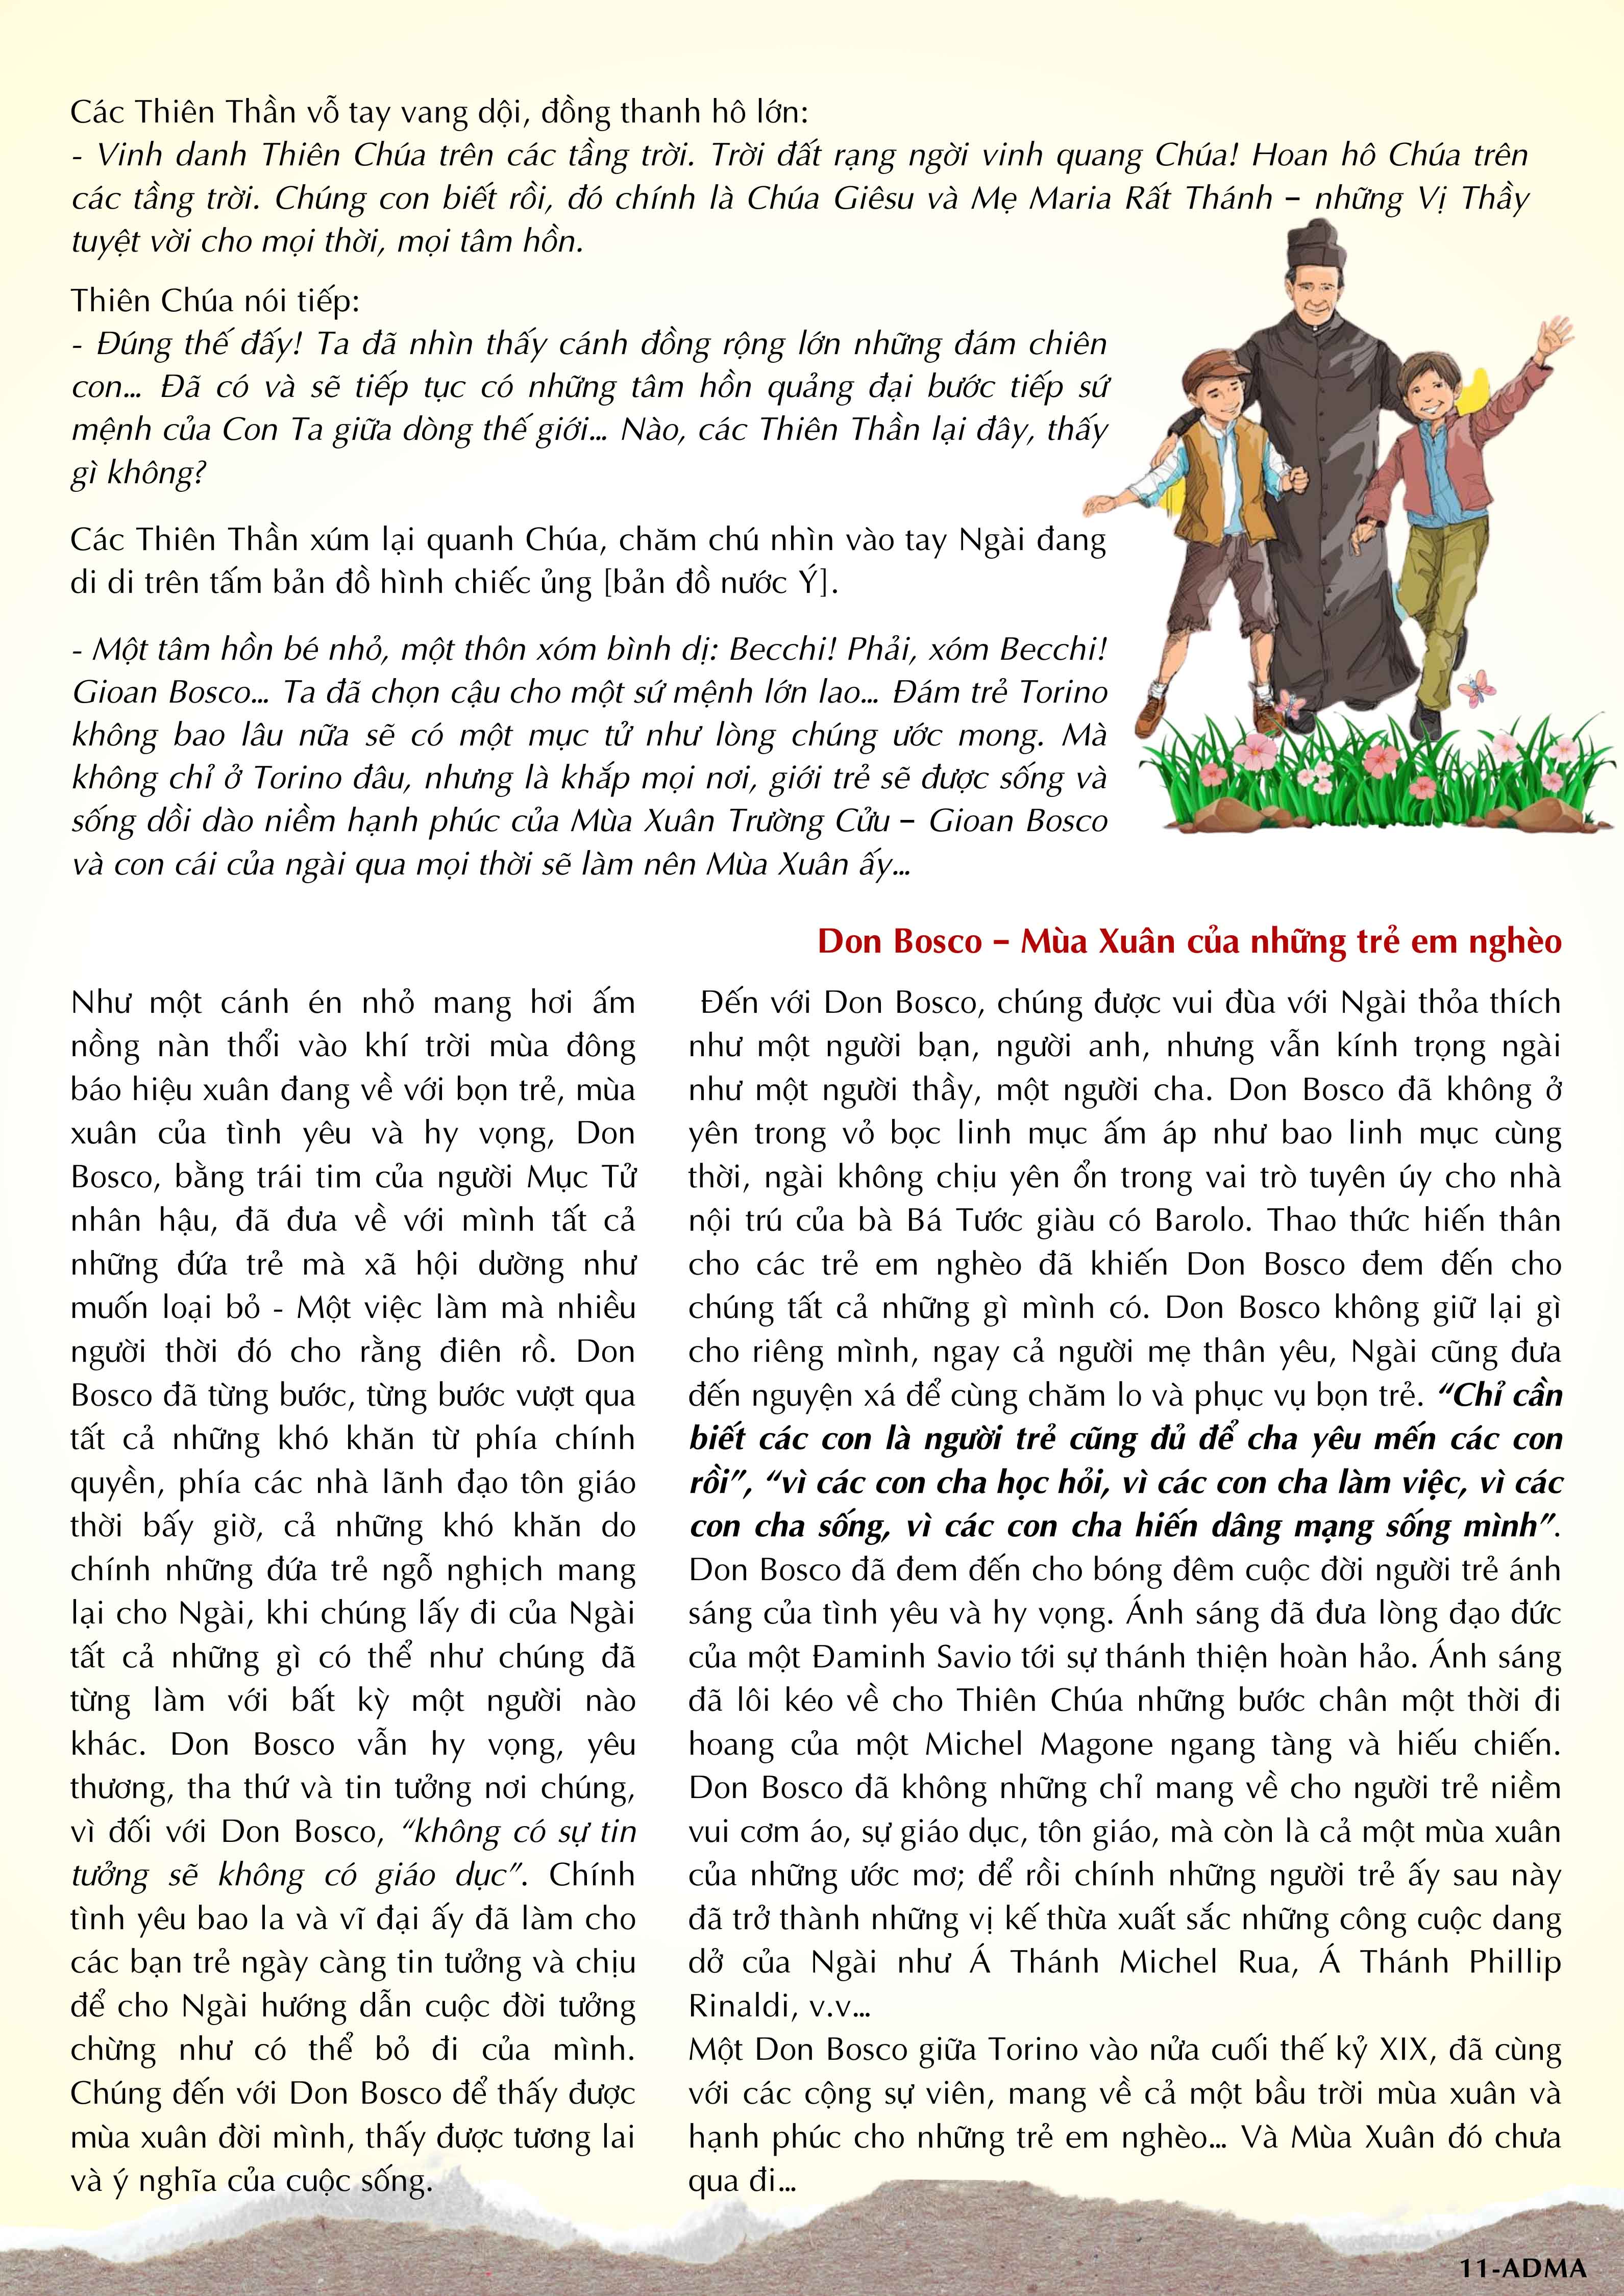 Các Thiên Thần vỗ tay vang dội, đồng thanh hô lớn:
- Vinh danh Thiên Chúa trên các tầng trời. Trời đất rạng ngời vinh quang Chúa! Hoan hô Chúa trên
các tầng trời. Chúng con biết rồi, đó chính là Chúa Giêsu và Mẹ Maria Rất Thánh – những Vị Thầy
tuyệt vời cho mọi thời, mọi tâm hồn.
Thiên Chúa nói tiếp:
- Đúng thế đấy! Ta đã nhìn thấy cánh đồng rộng lớn những đám chiên
con... Đã có và sẽ tiếp tục có những tâm hồn quảng đại bước tiếp sứ
mệnh của Con Ta giữa dòng thế giới... Nào, các Thiên Thần lại đây, thấy
gì không?
Các Thiên Thần xúm lại quanh Chúa, chăm chú nhìn vào tay Ngài đang
di di trên tấm bản đồ hình chiếc ủng [bản đồ nước Ý].
- Một tâm hồn bé nhỏ, một thôn xóm bình dị: Becchi! Phải, xóm Becchi!
Gioan Bosco... Ta đã chọn cậu cho một sứ mệnh lớn lao... Đám trẻ Torino
không bao lâu nữa sẽ có một mục tử như lòng chúng ước mong. Mà
không chỉ ở Torino đâu, nhưng là khắp mọi nơi, giới trẻ sẽ được sống và
sống dồi dào niềm hạnh phúc của Mùa Xuân Trường Cửu – Gioan Bosco
và con cái của ngài qua mọi thời sẽ làm nên Mùa Xuân ấy...
Don Bosco – Mùa Xuân của những trẻ em nghèo
Như một cánh én nhỏ mang hơi ấm
nồng nàn thổi vào khí trời mùa đông
báo hiệu xuân đang về với bọn trẻ, mùa
xuân của tình yêu và hy vọng, Don
Bosco, bằng trái tim của người Mục Tử
nhân hậu, đã đưa về với mình tất cả
những đứa trẻ mà xã hội dường như
muốn loại bỏ - Một việc làm mà nhiều
người thời đó cho rằng điên rồ. Don
Bosco đã từng bước, từng bước vượt qua
tất cả những khó khăn từ phía chính
quyền, phía các nhà lãnh đạo tôn giáo
thời bấy giờ, cả những khó khăn do
chính những đứa trẻ ngỗ nghịch mang
lại cho Ngài, khi chúng lấy đi của Ngài
tất cả những gì có thể như chúng đã
từng làm với bất kỳ một người nào
khác. Don Bosco vẫn hy vọng, yêu
thương, tha thứ và tin tưởng nơi chúng,
vì đối với Don Bosco, “không có sự tin
tưởng sẽ không có giáo dục”. Chính
tình yêu bao la và vĩ đại ấy đã làm cho
các bạn trẻ ngày càng tin tưởng và chịu
để cho Ngài hướng dẫn cuộc đời tưởng
chừng như có thể bỏ đi của mình.
Chúng đến với Don Bosco để thấy được
mùa xuân đời mình, thấy được tương lai
và ý nghĩa của cuộc sống.
Đến với Don Bosco, chúng được vui đùa với Ngài thỏa thích
như một người bạn, người anh, nhưng vẫn kính trọng ngài
như một người thầy, một người cha. Don Bosco đã không ở
yên trong vỏ bọc linh mục ấm áp như bao linh mục cùng
thời, ngài không chịu yên ổn trong vai trò tuyên úy cho nhà
nội trú của bà Bá Tước giàu có Barolo. Thao thức hiến thân
cho các trẻ em nghèo đã khiến Don Bosco đem đến cho
chúng tất cả những gì mình có. Don Bosco không giữ lại gì
cho riêng mình, ngay cả người mẹ thân yêu, Ngài cũng đưa
đến nguyện xá để cùng chăm lo và phục vụ bọn trẻ. “Chỉ cần
biết các con là người trẻ cũng đủ để cha yêu mến các con
rồi”, “vì các con cha học hỏi, vì các con cha làm việc, vì các
con cha sống, vì các con cha hiến dâng mạng sống mình”.
Don Bosco đã đem đến cho bóng đêm cuộc đời người trẻ ánh
sáng của tình yêu và hy vọng. Ánh sáng đã đưa lòng đạo đức
của một Đaminh Savio tới sự thánh thiện hoàn hảo. Ánh sáng
đã lôi kéo về cho Thiên Chúa những bước chân một thời đi
hoang của một Michel Magone ngang tàng và hiếu chiến.
Don Bosco đã không những chỉ mang về cho người trẻ niềm
vui cơm áo, sự giáo dục, tôn giáo, mà còn là cả một mùa xuân
của những ước mơ; để rồi chính những người trẻ ấy sau này
đã trở thành những vị kế thừa xuất sắc những công cuộc dang
dở của Ngài như Á Thánh Michel Rua, Á Thánh Phillip
Rinaldi, v.v...
Một Don Bosco giữa Torino vào nửa cuối thế kỷ XIX, đã cùng
với các cộng sự viên, mang về cả một bầu trời mùa xuân và
hạnh phúc cho những trẻ em nghèo... Và Mùa Xuân đó chưa
qua đi...
11-ADMA